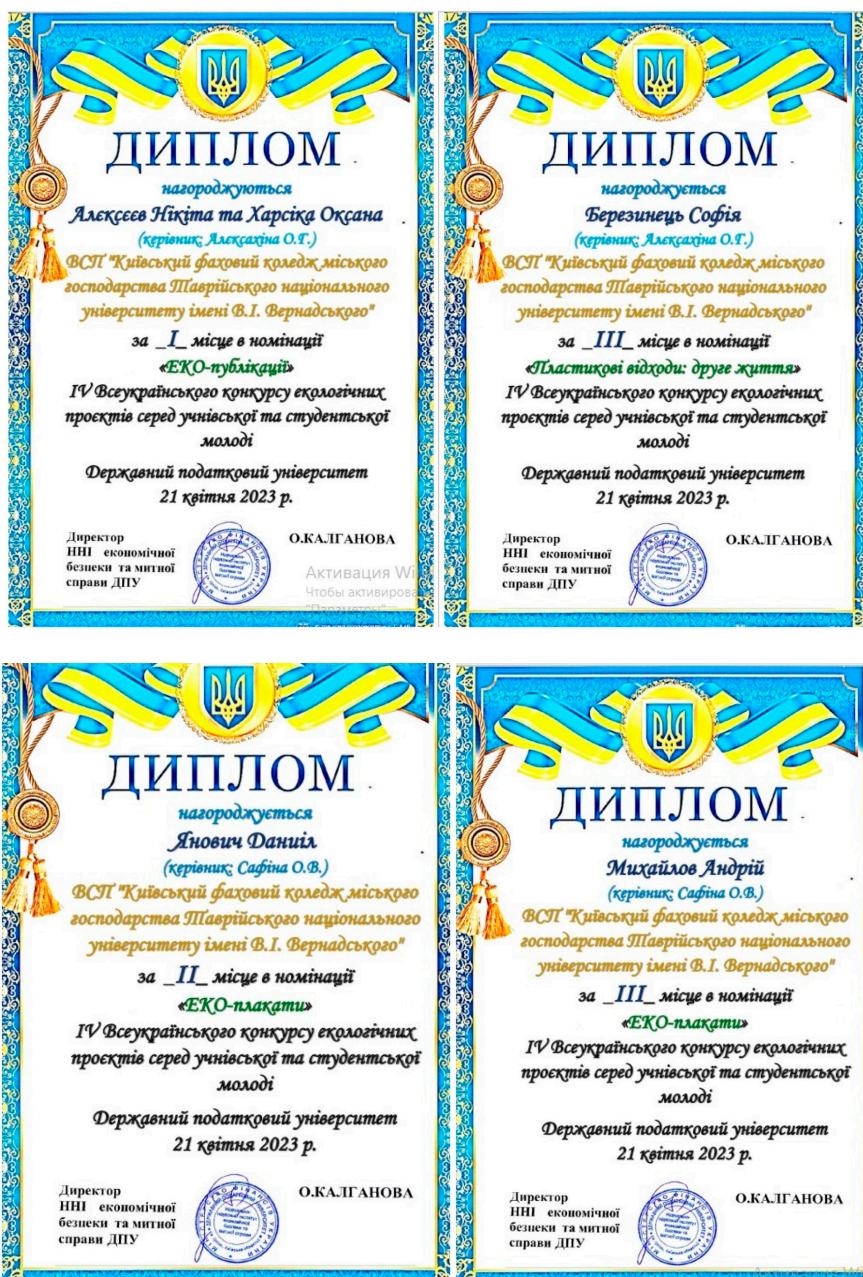 ДИПЛОМ
нагороджуються
Алєксєєв Нікіта та Харсіка Оксана
(керівник: Алексахіна О.Г.)
ВСП "Київський фаховий коледж міського
господарства Таврійського національного
університету імені В.І. Вернадського"
за _I_ місце в номінації
«ЕКО-публікації»
IV Всеукраїнського конкурсу екологічних
проєктів серед учнівської та студентської
молоді
Державний податковий університет
21 квітня 2023 р.
Директор
ННІ економічної
безпеки та митної
справи ДПУ
О.КАЛГАНОВА
Активация Wi
Чтобы активирова
"Параметры"
ДИПЛОМ
нагороджується
Березинець Софія
(керівник: Алексахіна О.Г.)
ВСП "Київський фаховий коледж міського
господарства Таврійського національного
університету імені В.І. Вернадського"
за _III_ місце в номінації
«Пластикові відходи: друге життя»
IV Всеукраїнського конкурсу екологічних
проєктів серед учнівської та студентської
молоді
Державний податковий університет
21 квітня 2023 р.
Директор
ННІ економічної
безпеки та митної
справи ДПУ
О.КАЛГАНОВА
ДИПЛОМ
нагороджується
Янович Даниїл
(керівник: Сафіна О.В.)
ВСП "Київський фаховий коледж міського
господарства Таврійського національного
університету імені В.І. Вернадського"
за _II_ місце в номінації
«ЕКО-плакати»
IV Всеукраїнського конкурсу екологічних
проєктів серед учнівської та студентської
молоді
Державний податковий університет
21 квітня 2023 р.
Директор
ННІ економічної
безпеки та митної
справи ДПУ
О.КАЛГАНОВА
ДИПЛОМ
нагороджується
Михайлов Андрій
(керівник: Сафіна О.В.)
ВСП "Київський фаховий коледж міського
господарства Таврійського національного
університету імені В.І. Вернадського"
за _III_ місце в номінації
«ЕКО-плакати»
IV Всеукраїнського конкурсу екологічних
проєктів серед учнівської та студентської
молоді
Державний податковий університет
21 квітня 2023 р.
Директор
ННІ економічної
безпеки та митної
справи ДПУ
О.КАЛГАНОВА